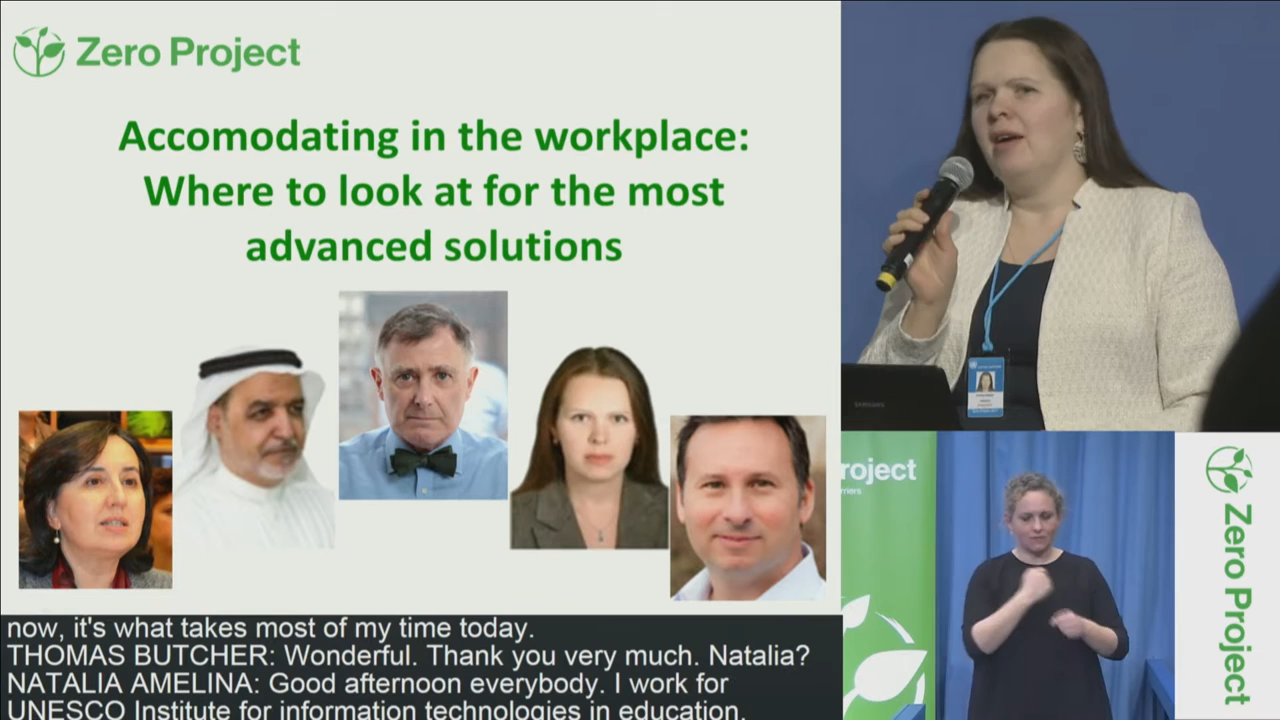 Zero Project
Accomodating in the workplace:
Where to look at for the most
advanced solutions
now, it's what takes most of my time today.
THOMAS BUTCHER: Wonderful. Thank you very much. Natalia?
NATALIA AMELINA: Good afternoon everybody. I work for
UNESCO Institute for information technologies in education,
SAMSUNG
roject
Zero Project